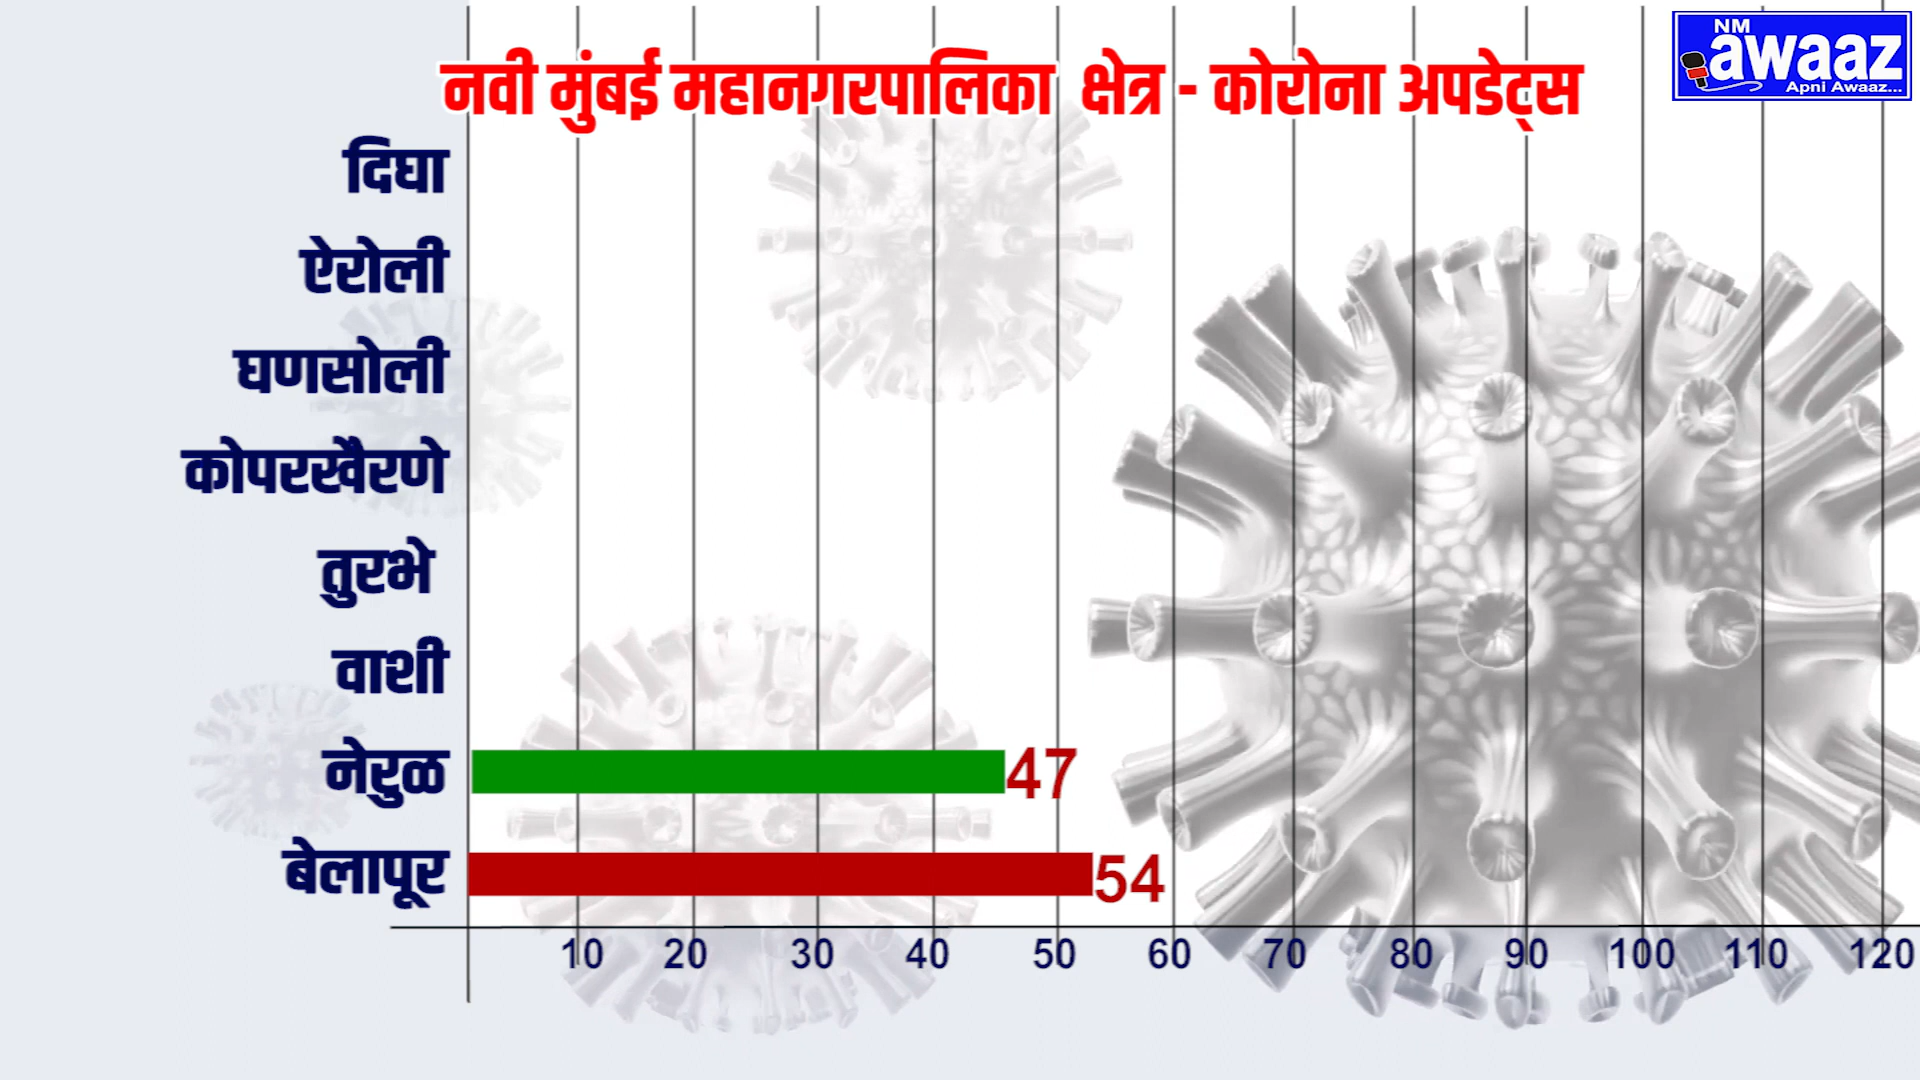 NM
awaaz
Apni Awaaz...
नवी मुंबई महानगरपालिका क्षेत्र - कोरोना अपडेट्स
दिघा
ऐरोली
घणसोली
कोपरखैरणे
तुरभे
वाशी
नेरुळ 47
बेलापूर 54
10 20 30 40 50 60 70 80 90 100 110 120